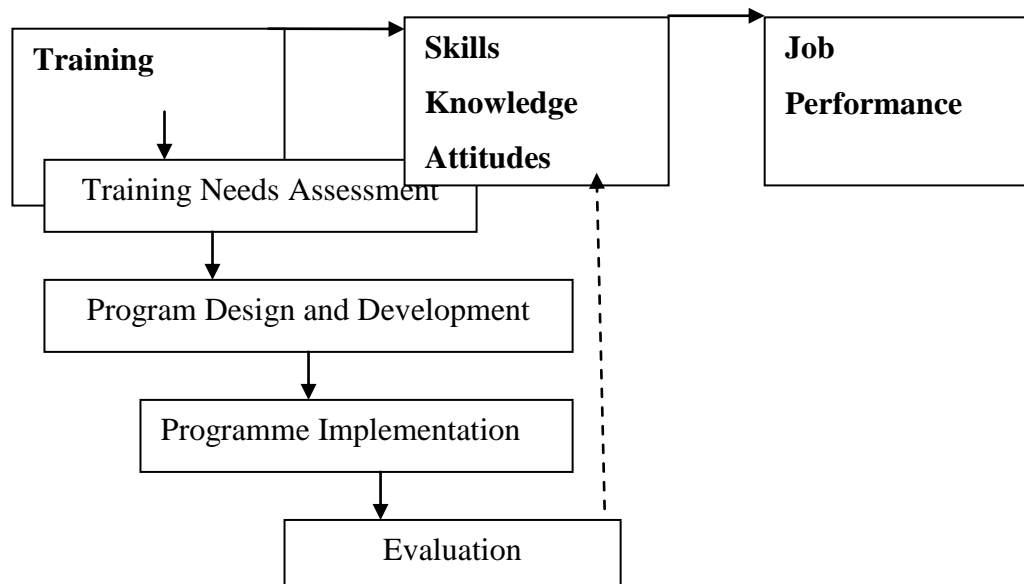 Training
Skills
Knowledge
Attitudes
Job
Performance
Training Needs Assessment
Program Design and Development
Programme Implementation
Evaluation